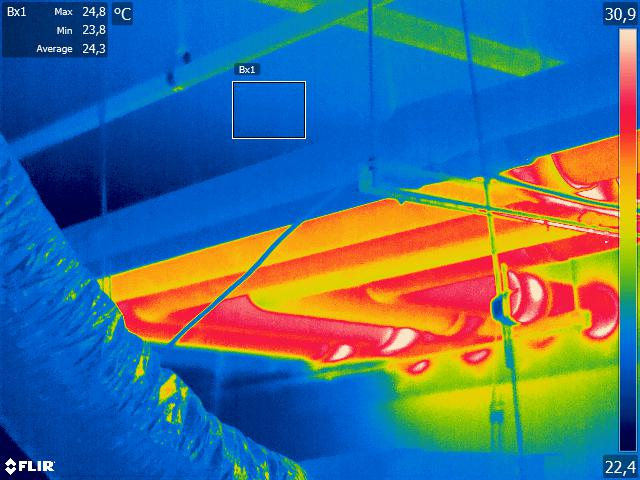 Bx1 Max 24,8 °C
Min 23,8
Average 24,3
30,9
Bx1
FLIR
22,4